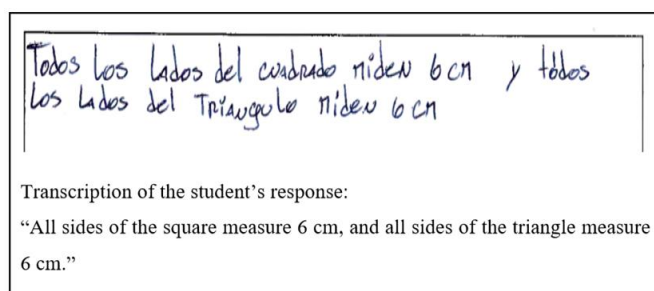 Todos Los Lados del cuadrado miden 6 cm y tódos
Los Lados del Triangulo miden 6 cm
Transcription of the student’s response:
“All sides of the square measure 6 cm, and all sides of the triangle measure
6 cm.”